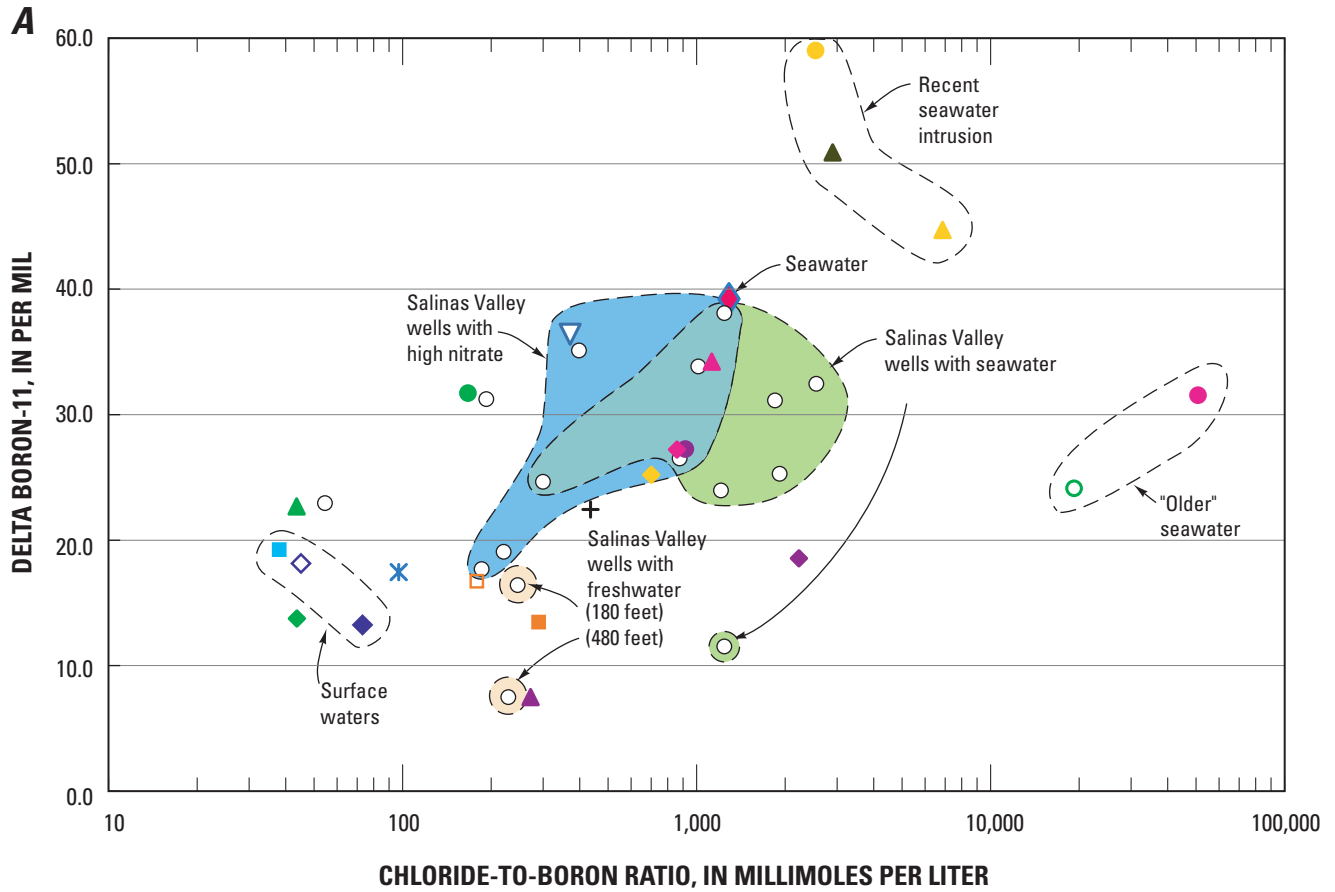 A
60.0
50.0
40.0
30.0
20.0
10.0
0.0
DELTA BORON-11, IN PER MIL
Recent
seawater
intrusion
Seawater
Salinas Valley
wells with
high nitrate
Salinas Valley
wells with seawater
"Older"
seawater
Salinas Valley
wells with
freshwater
(180 feet)
(480 feet)
Surface
waters
10
100
1,000
10,000
100,000
CHLORIDE-TO-BORON RATIO, IN MILLIMOLES PER LITER